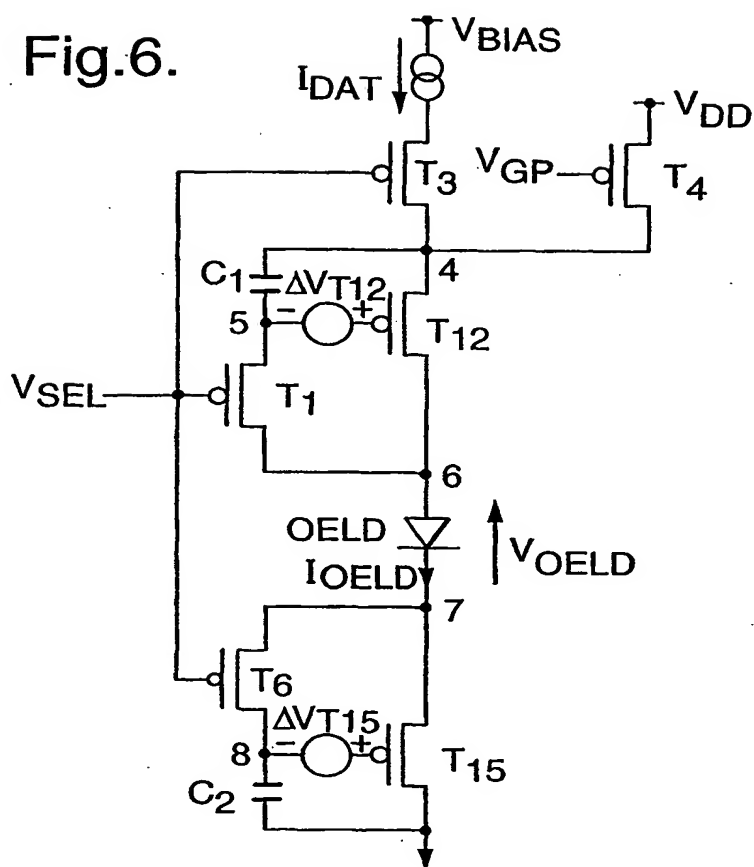 Fig.6.
VBIAS
IDAT
VDD
T3
VGP
T4
4
C1
ΔVT12
5
- +
T12
VSEL
T1
6
OELD
VOELD
IOELD
7
T6
ΔVT15
8
- +
T15
C2